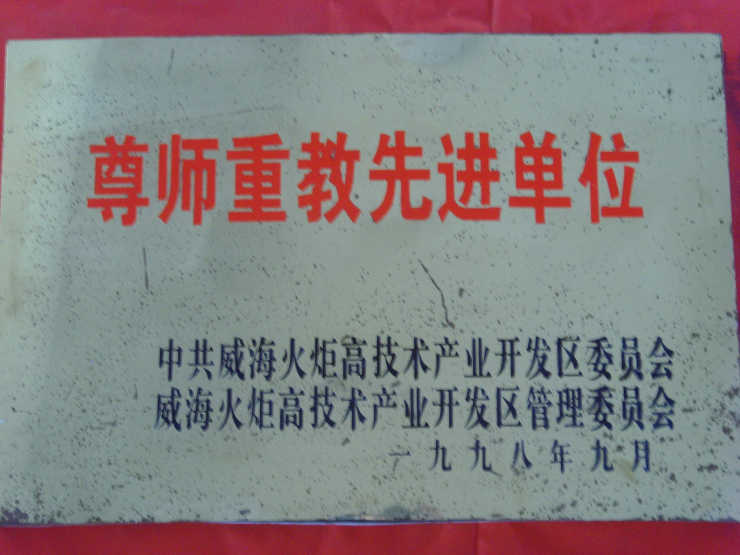 尊师重教先进单位
中共威海火炬高技术产业开发区委员会
威海火炬高技术产业开发区管理委员会
一九九八年九月